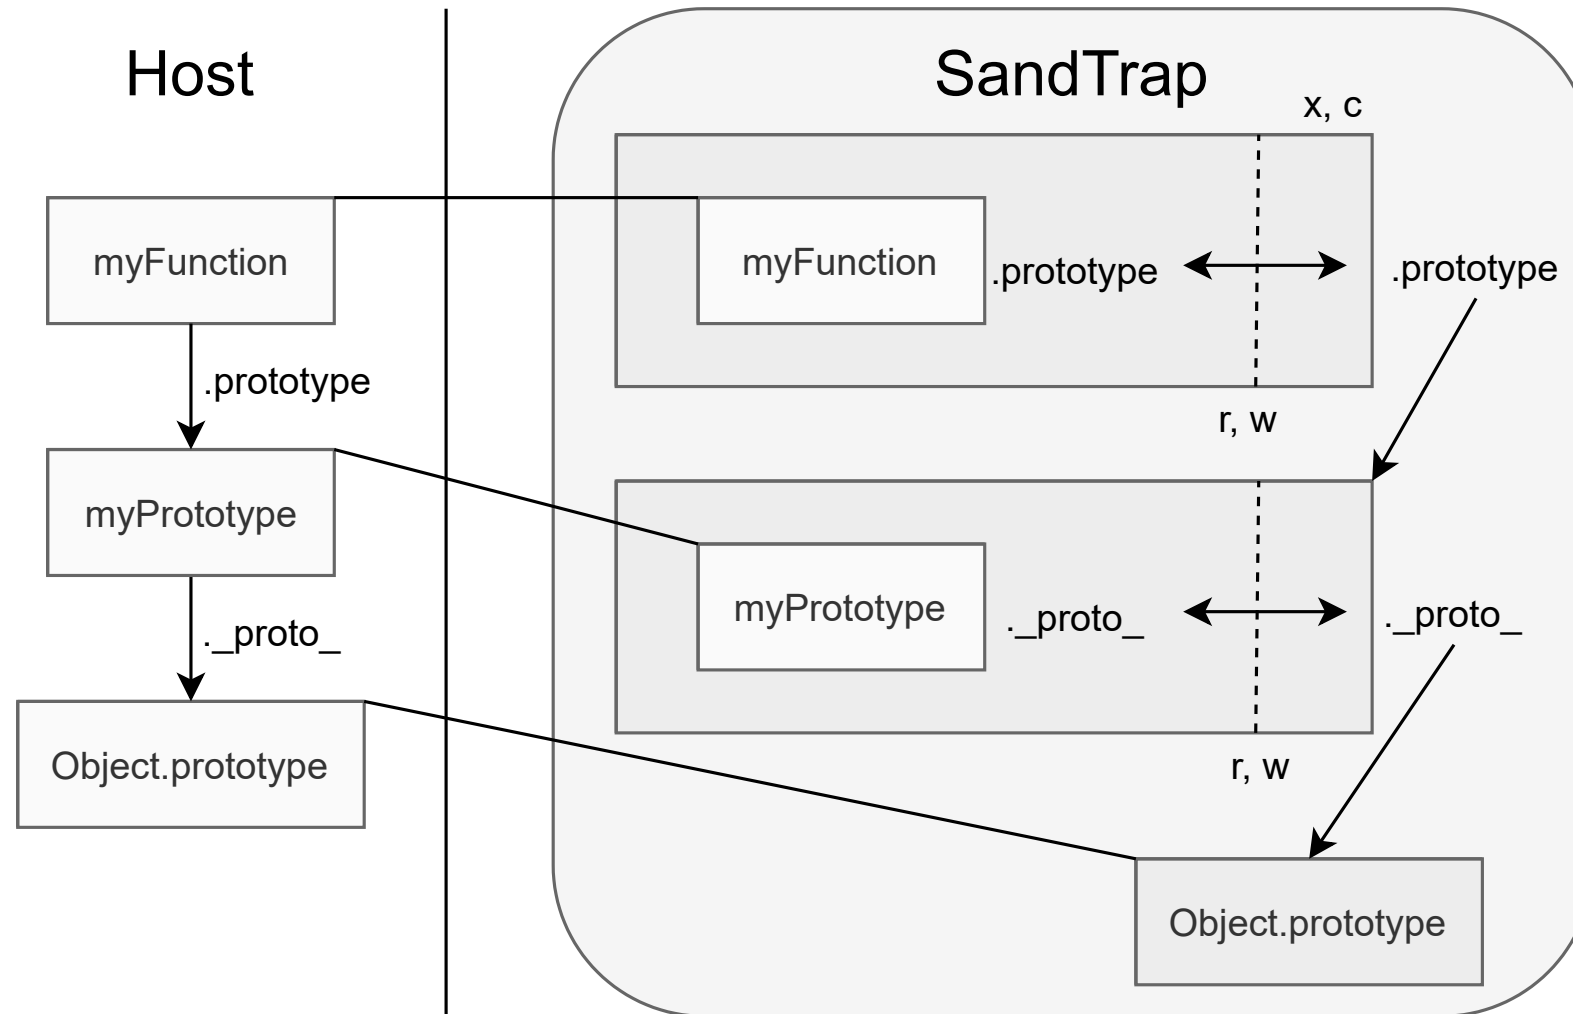 Host
SandTrap
x, c
myFunction
myFunction
.prototype
.prototype
.prototype
r, w
myPrototype
myPrototype
._proto_
._proto_
._proto_
r, w
Object.prototype
Object.prototype